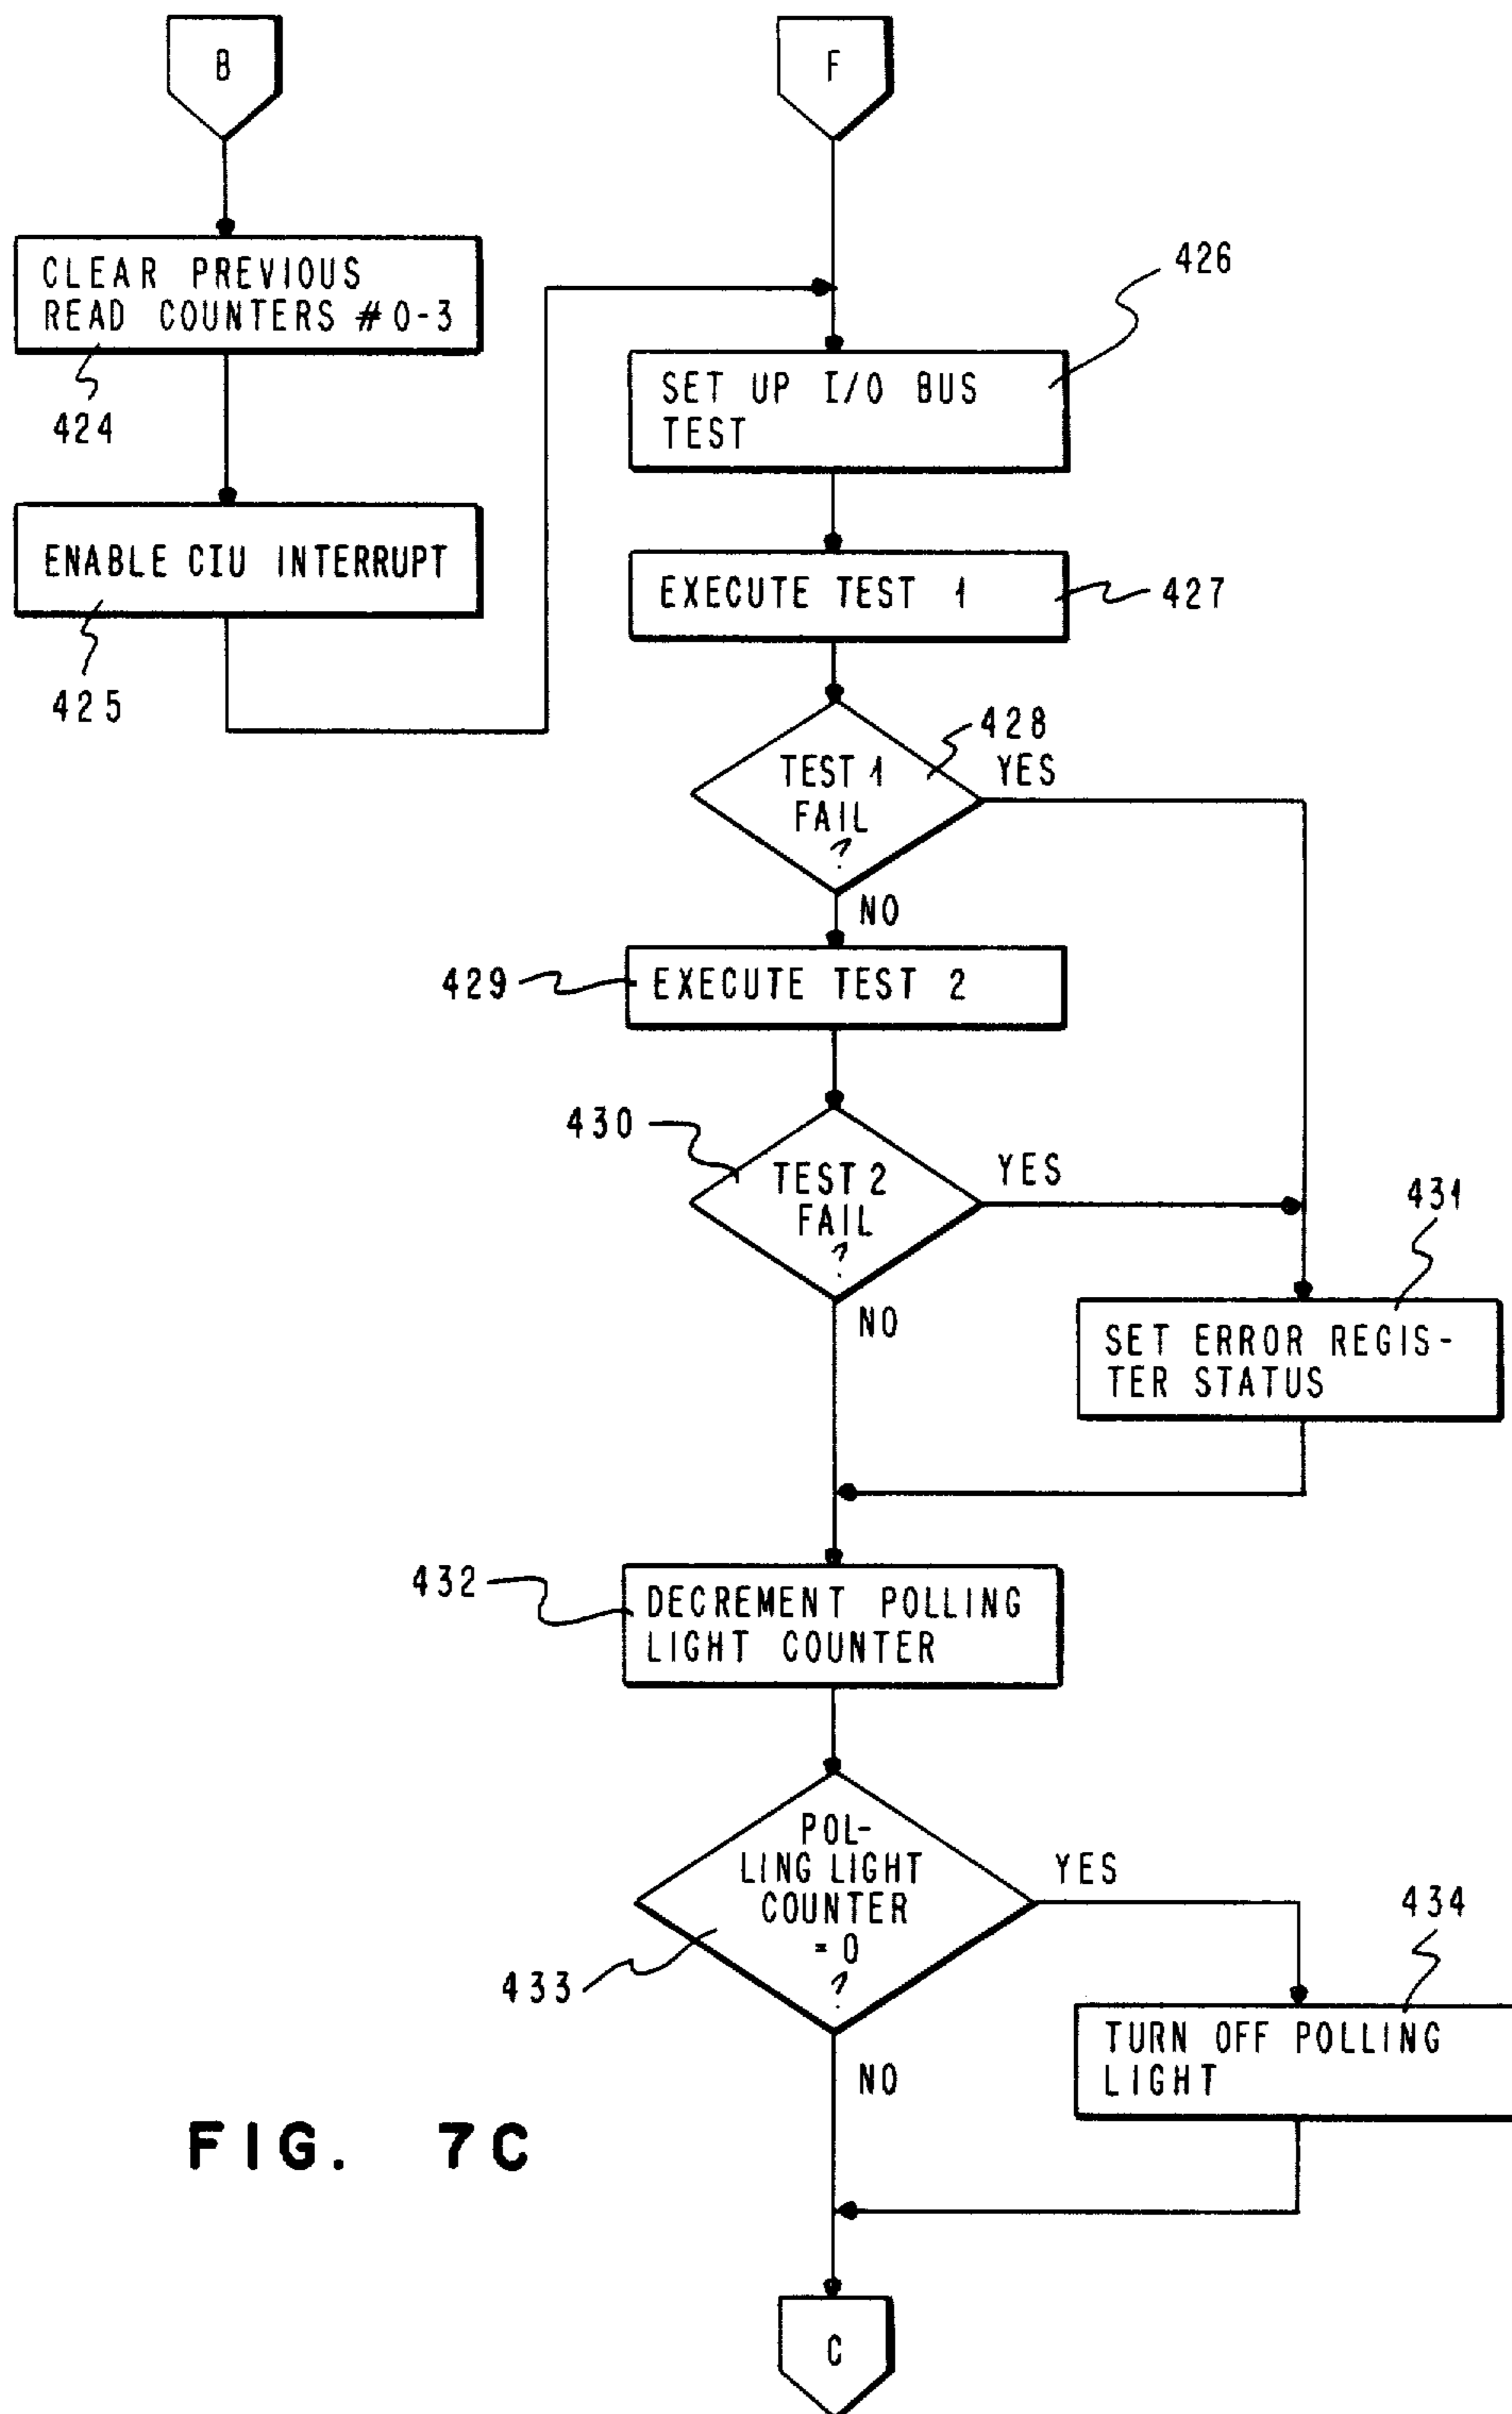 B
F
CLEAR PREVIOUS
READ COUNTERS #0-3
424
ENABLE CIU INTERRUPT
425
426
SET UP I/O BUS
TEST
EXECUTE TEST 1
427
428
TEST 1
FAIL
?
YES
NO
429
EXECUTE TEST 2
430
TEST 2
FAIL
?
YES
NO
431
SET ERROR REGIS-
TER STATUS
432
DECREMENT POLLING
LIGHT COUNTER
POL-
LING LIGHT
COUNTER
= 0
?
YES
433
NO
434
TURN OFF POLLING
LIGHT
FIG. 7C
C